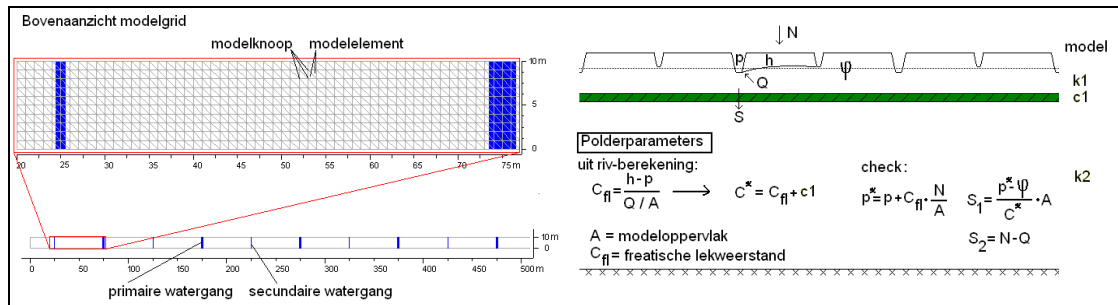 Bovenaanzicht modelgrid
modelknoop modelelement
10 m
5
0
20 25 30 35 40 45 50 55 60 65 70 75 m
10 m
0
0 50 100 150 200 250 300 350 400 450 500 m
primaire watergang secundaire watergang
N
model
p h φ
Q
k1
c1
S
Polderparameters
uit riv-berekening:
C_fl = (h - p) / (Q / A) → C* = C_fl + c1
A = modeloppervlak
C_fl = freatische lekweerstand
check:
p* = p + C_fl · N/A
S_1 = (p* - φ) / C* · A
S_2 = N - Q
k2